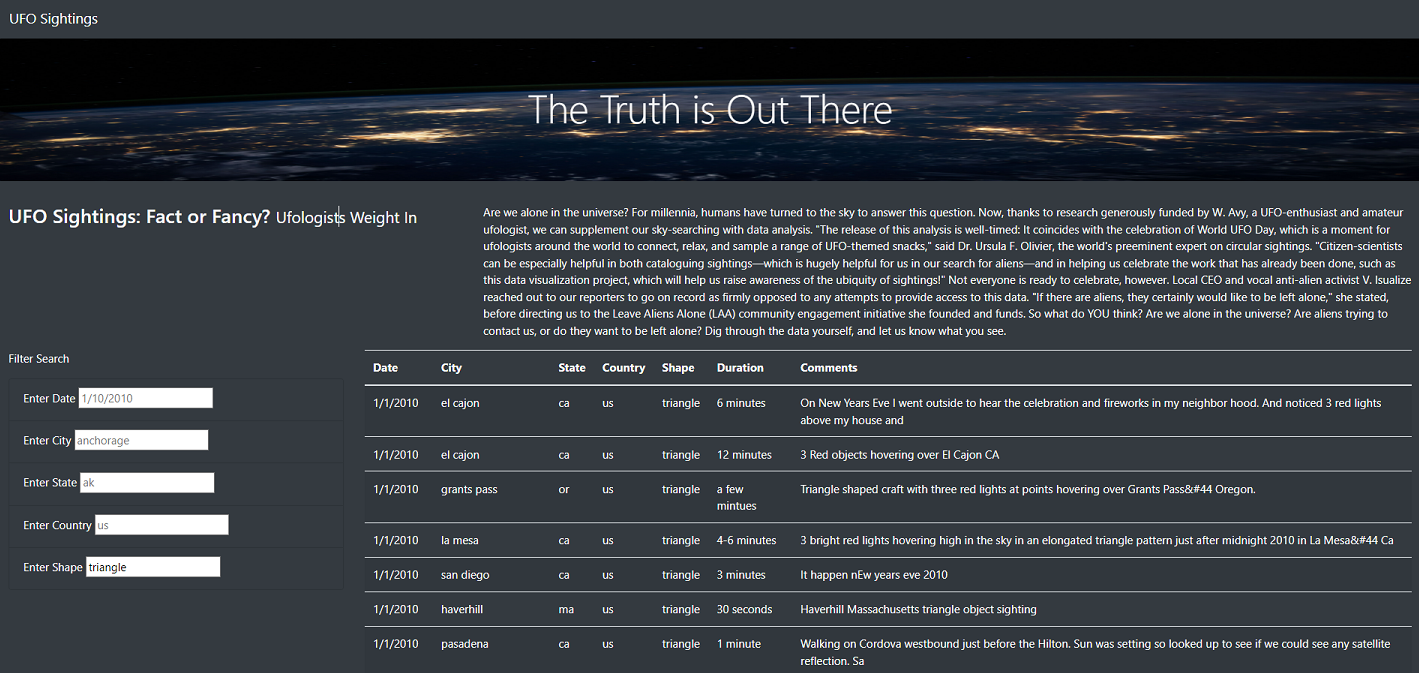 UFO Sightings
The Truth is Out There
UFO Sightings: Fact or Fancy? Ufologists Weight In
Are we alone in the universe? For millennia, humans have turned to the sky to answer this question. Now, thanks to research generously funded by W. Avy, a UFO-enthusiast and amateur
ufologist, we can supplement our sky-searching with data analysis. "The release of this analysis is well-timed: It coincides with the celebration of World UFO Day, which is a moment for
ufologists around the world to connect, relax, and sample a range of UFO-themed snacks," said Dr. Ursula F. Olivier, the world's preeminent expert on circular sightings. "Citizen-scientists
can be especially helpful in both cataloguing sightings—which is hugely helpful for us in our search for aliens—and in helping us celebrate the work that has already been done, such as
this data visualization project, which will help us raise awareness of the ubiquity of sightings!" Not everyone is ready to celebrate, however. Local CEO and vocal anti-alien activist V. Isualize
reached out to our reporters to go on record as firmly opposed to any attempts to provide access to this data. "If there are aliens, they certainly would like to be left alone," she stated,
before directing us to the Leave Aliens Alone (LAA) community engagement initiative she founded and funds. So what do YOU think? Are we alone in the universe? Are aliens trying to
contact us, or do they want to be left alone? Dig through the data yourself, and let us know what you see.
Filter Search
Enter Date 1/10/2010
Enter City anchorage
Enter State ak
Enter Country us
Enter Shape triangle
Date City State Country Shape Duration Comments
1/1/2010 el cajon ca us triangle 6 minutes On New Years Eve I went outside to hear the celebration and fireworks in my neighbor hood. And noticed 3 red lights
above my house and
1/1/2010 el cajon ca us triangle 12 minutes 3 Red objects hovering over El Cajon CA
1/1/2010 grants pass or us triangle a few Triangle shaped craft with three red lights at points hovering over Grants Pass&#44 Oregon.
mintues
1/1/2010 la mesa ca us triangle 4-6 minutes 3 bright red lights hovering high in the sky in an elongated triangle pattern just after midnight 2010 in La Mesa&#44 Ca
1/1/2010 san diego ca us triangle 3 minutes It happen nEw years eve 2010
1/1/2010 haverhill ma us triangle 30 seconds Haverhill Massachusetts triangle object sighting
1/1/2010 pasadena ca us triangle 1 minute Walking on Cordova westbound just before the Hilton. Sun was setting so looked up to see if we could see any satellite
reflection. Sa